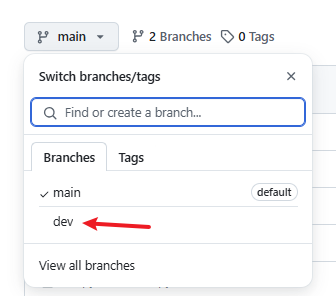 main 2 Branches 0 Tags
Switch branches/tags
Find or create a branch...
Branches Tags
main default
dev
View all branches